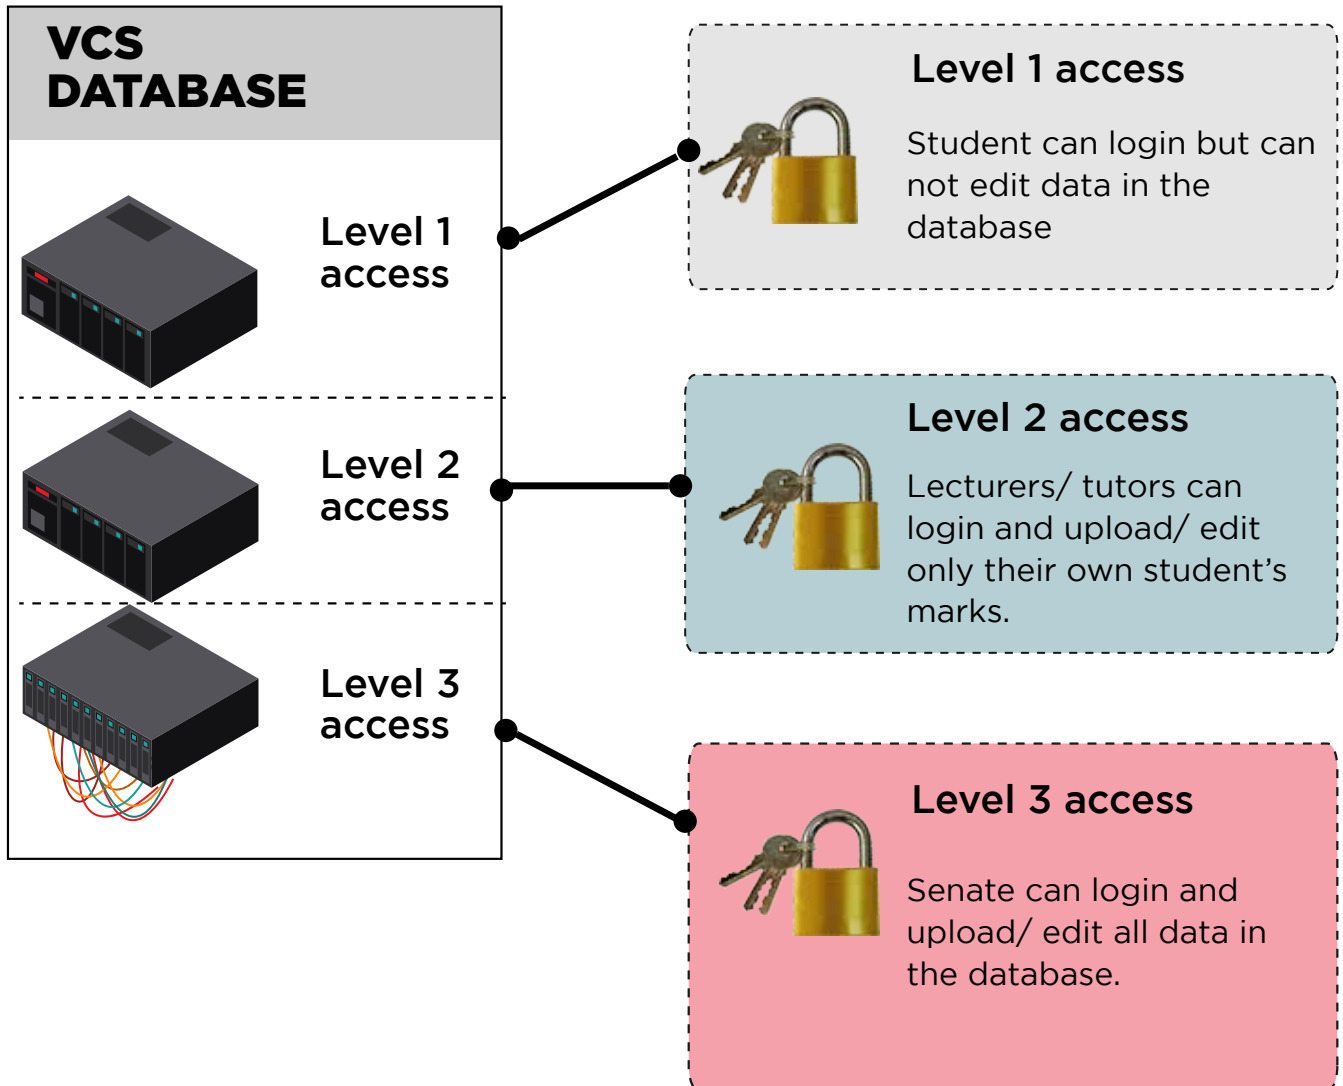 VCS
DATABASE
Level 1
access
Level 2
access
Level 3
access
Level 1 access
Student can login but can
not edit data in the
database
Level 2 access
Lecturers/ tutors can
login and upload/ edit
only their own student’s
marks.
Level 3 access
Senate can login and
upload/ edit all data in
the database.